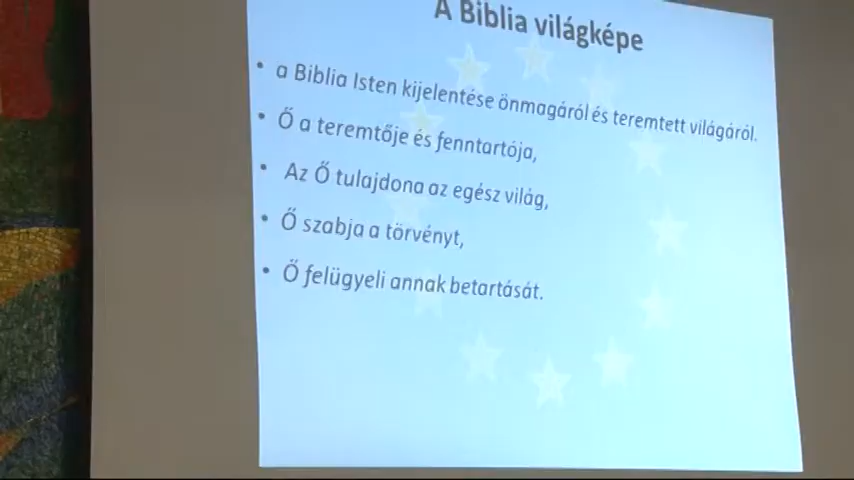 A Biblia világképe
• a Biblia Isten kijelentése önmagáról és teremtett világáról.
• Ő a teremtője és fenntartója,
• Az Ő tulajdona az egész világ,
• Ő szabja a törvényt,
• Ő felügyeli annak betartását.